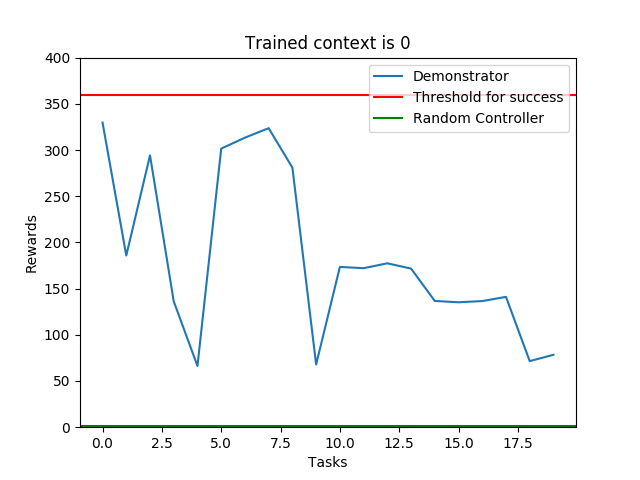 Trained context is 0
Demonstrator
Threshold for success
Random Controller
400
350
300
250
200
150
100
50
0
Rewards
0.0 2.5 5.0 7.5 10.0 12.5 15.0 17.5
Tasks